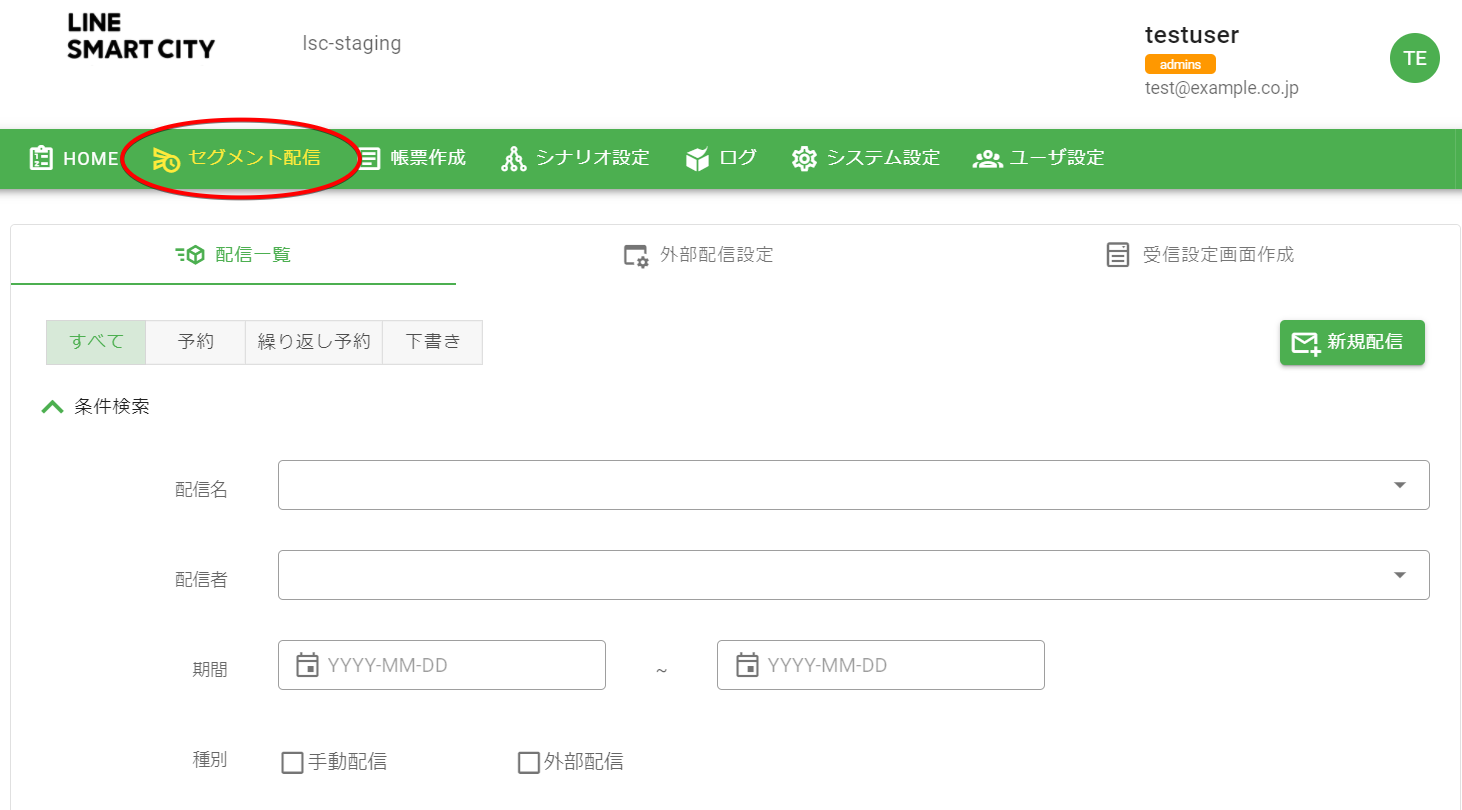 LINE
SMART CITY
lsc-staging
testuser
admins
test@example.co.jp
TE
HOME セグメント配信 帳票作成 シナリオ設定 ログ システム設定 ユーザ設定
配信一覧 外部配信設定 受信設定画面作成
すべて 予約 繰り返し予約 下書き 新規配信
条件検索
配信名
配信者
期間 YYYY-MM-DD ~ YYYY-MM-DD
種別 手動配信 外部配信